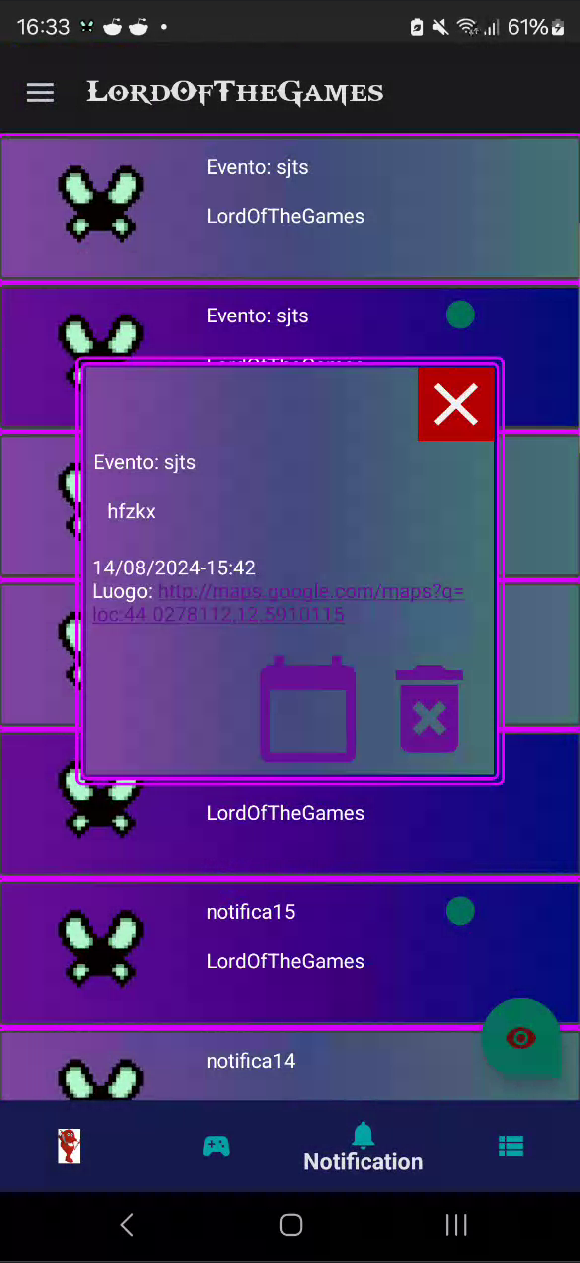 16:33
61%
LordOfTheGames
Evento: sjts
LordOfTheGames
Evento: sjts
LordOfTheGames
Evento: sjts
hfzkx
14/08/2024-15:42
Luogo: http://maps.google.com/maps?q=
loc:44.0278112,12.5910115
LordOfTheGames
notifica15
LordOfTheGames
notifica14
Notification